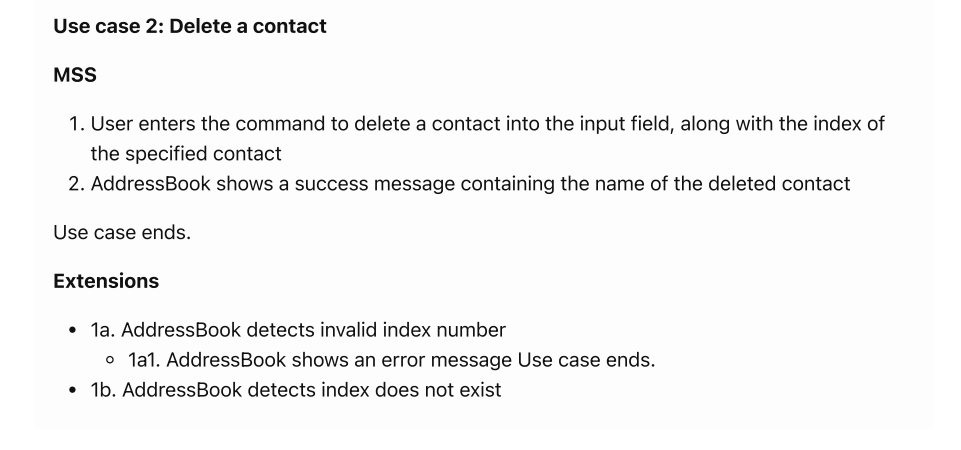 Use case 2: Delete a contact
MSS
1. User enters the command to delete a contact into the input field, along with the index of
the specified contact
2. AddressBook shows a success message containing the name of the deleted contact
Use case ends.
Extensions
• 1a. AddressBook detects invalid index number
◦ 1a1. AddressBook shows an error message Use case ends.
• 1b. AddressBook detects index does not exist